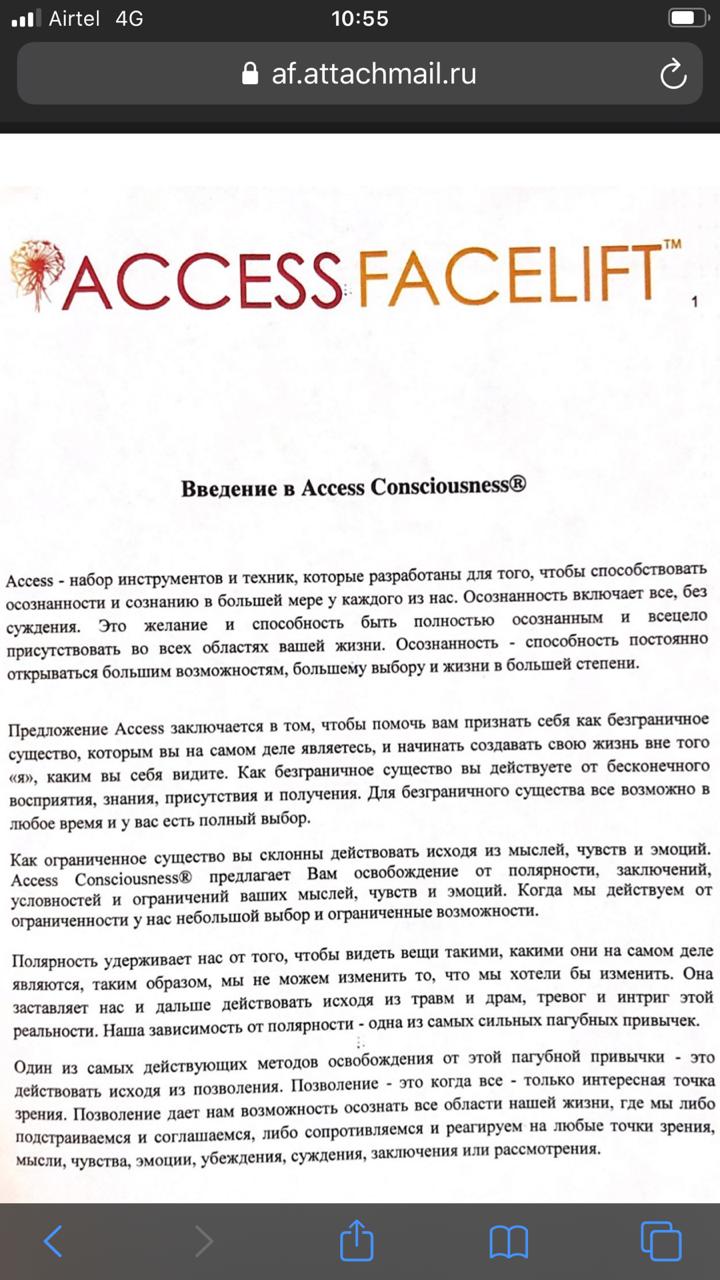 Airtel 4G 10:55
af.attachmail.ru
ACCESS FACELIFT™
1
Введение в Access Consciousness®
Access - набор инструментов и техник, которые разработаны для того, чтобы способствовать
осознанности и сознанию в большей мере у каждого из нас. Осознанность включает все, без
суждения. Это желание и способность быть полностью осознанным и всецело
присутствовать во всех областях вашей жизни. Осознанность - способность постоянно
открываться большим возможностям, большему выбору и жизни в большей степени.
Предложение Access заключается в том, чтобы помочь вам признать себя как безграничное
существо, которым вы на самом деле являетесь, и начинать создавать свою жизнь вне того
«я», каким вы себя видите. Как безграничное существо вы действуете от бесконечного
восприятия, знания, присутствия и получения. Для безграничного существа все возможно в
любое время и у вас есть полный выбор.
Как ограниченное существо вы склонны действовать исходя из мыслей, чувств и эмоций.
Access Consciousness® предлагает Вам освобождение от полярности, заключений,
условностей и ограничений ваших мыслей, чувств и эмоций. Когда мы действуем от
ограниченности у нас небольшой выбор и ограниченные возможности.
Полярность удерживает нас от того, чтобы видеть вещи такими, какими они на самом деле
являются, таким образом, мы не можем изменить то, что мы хотели бы изменить. Она
заставляет нас и дальше действовать исходя из травм и драм, тревог и интриг этой
реальности. Наша зависимость от полярности - одна из самых сильных пагубных привычек.
Один из самых действующих методов освобождения от этой пагубной привычки - это
действовать исходя из позволения. Позволение - это когда все - только интересная точка
зрения. Позволение дает нам возможность осознать все области нашей жизни, где мы либо
подстраиваемся и соглашаемся, либо сопротивляемся и реагируем на любые точки зрения,
мысли, чувства, эмоции, убеждения, суждения, заключения или рассмотрения.